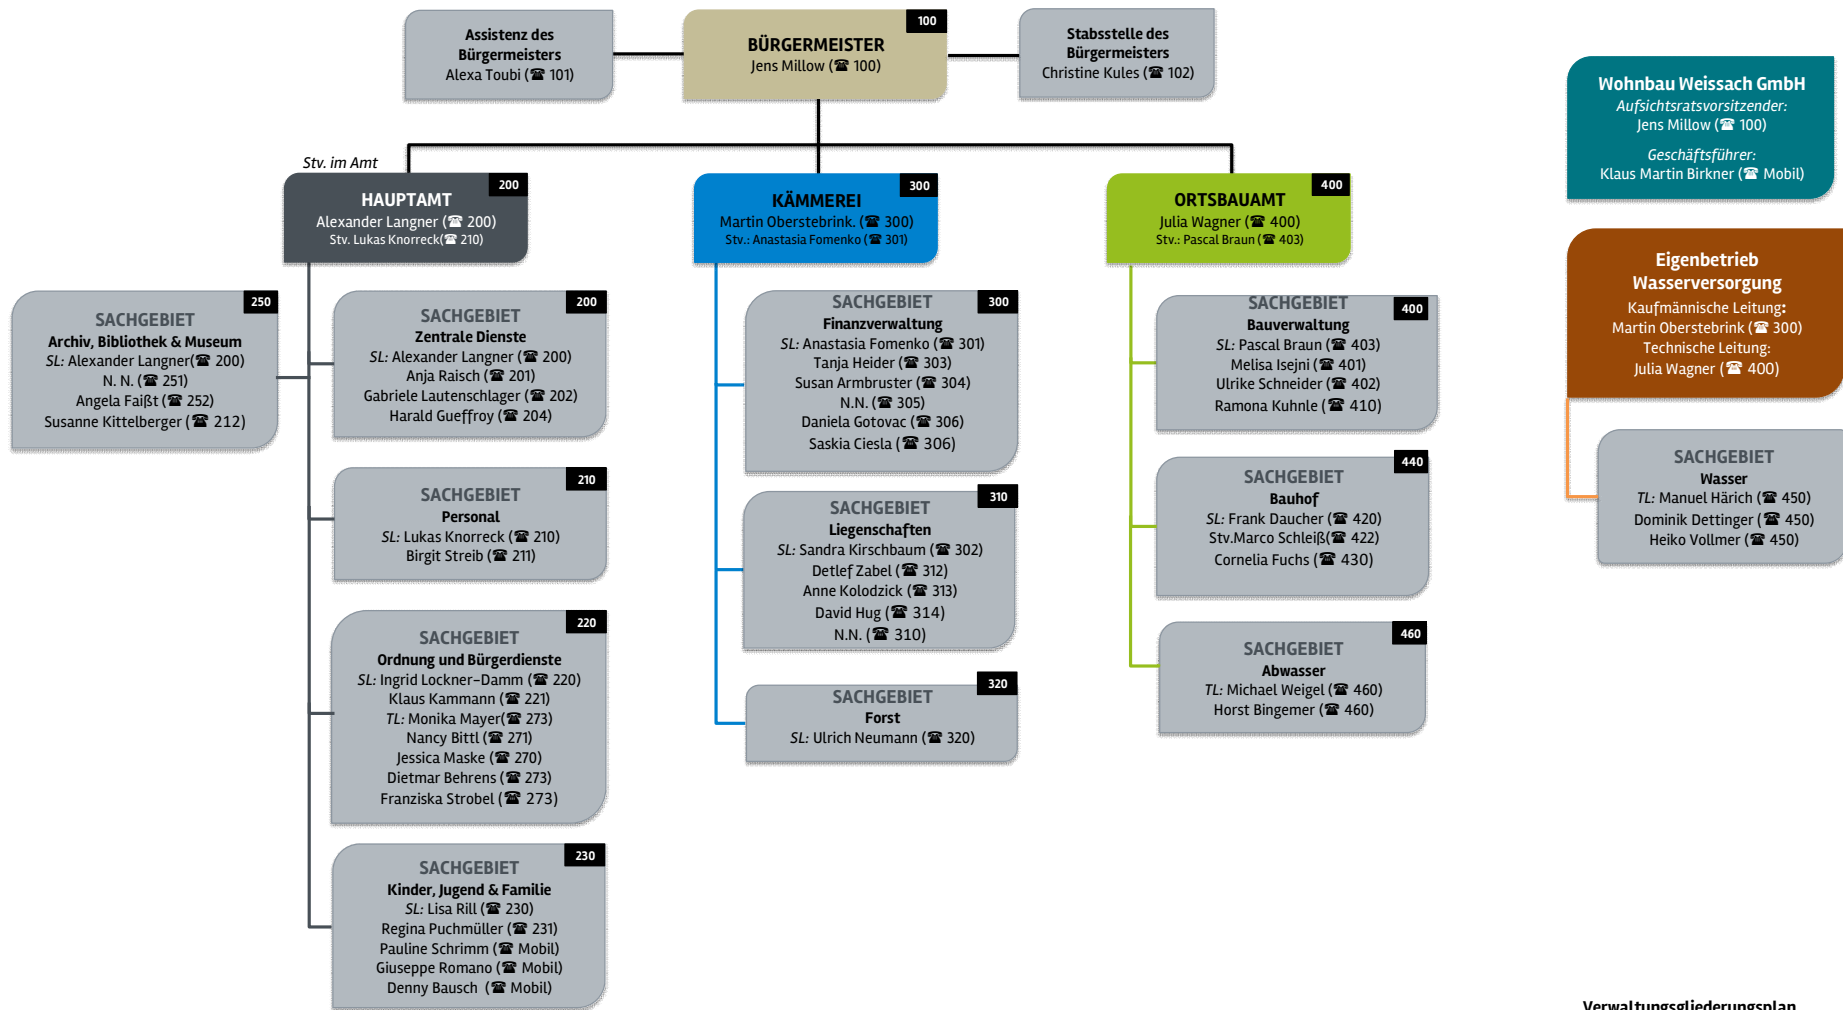 Assistenz des
Bürgermeisters
Alexa Toubi (☎ 101)
100
BÜRGERMEISTER
Jens Millow (☎ 100)
Stabsstelle des
Bürgermeisters
Christine Kules (☎ 102)
Wohnbau Weissach GmbH
Aufsichtsratsvorsitzender:
Jens Millow (☎ 100)
Geschäftsführer:
Klaus Martin Birkner (☎ Mobil)
Stv. im Amt
200
HAUPTAMT
Alexander Langner (☎ 200)
Stv. Lukas Knorreck(☎ 210)
300
KÄMMEREI
Martin Oberstebrink. (☎ 300)
Stv.: Anastasia Fomenko (☎ 301)
400
ORTSBAUAMT
Julia Wagner (☎ 400)
Stv.: Pascal Braun (☎ 403)
Eigenbetrieb
Wasserversorgung
Kaufmännische Leitung:
Martin Oberstebrink (☎ 300)
Technische Leitung:
Julia Wagner (☎ 400)
250
SACHGEBIET
Archiv, Bibliothek & Museum
SL: Alexander Langner(☎ 200)
N. N. (☎ 251)
Angela Faißt (☎ 252)
Susanne Kittelberger (☎ 212)
200
SACHGEBIET
Zentrale Dienste
SL: Alexander Langner (☎ 200)
Anja Raisch (☎ 201)
Gabriele Lautenschlager (☎ 202)
Harald Gueffroy (☎ 204)
210
SACHGEBIET
Personal
SL: Lukas Knorreck (☎ 210)
Birgit Streib (☎ 211)
220
SACHGEBIET
Ordnung und Bürgerdienste
SL: Ingrid Lockner-Damm (☎ 220)
Klaus Kammann (☎ 221)
TL: Monika Mayer(☎ 273)
Nancy Bittl (☎ 271)
Jessica Maske (☎ 270)
Dietmar Behrens (☎ 273)
Franziska Strobel (☎ 273)
230
SACHGEBIET
Kinder, Jugend & Familie
SL: Lisa Rill (☎ 230)
Regina Puchmüller (☎ 231)
Pauline Schrimm (☎ Mobil)
Giuseppe Romano (☎ Mobil)
Denny Bausch (☎ Mobil)
300
SACHGEBIET
Finanzverwaltung
SL: Anastasia Fomenko (☎ 301)
Tanja Heider (☎ 303)
Susan Armbruster (☎ 304)
N.N. (☎ 305)
Daniela Gotovac (☎ 306)
Saskia Ciesla (☎ 306)
310
SACHGEBIET
Liegenschaften
SL: Sandra Kirschbaum (☎ 302)
Detlef Zabel (☎ 312)
Anne Kolodzick (☎ 313)
David Hug (☎ 314)
N.N. (☎ 310)
320
SACHGEBIET
Forst
SL: Ulrich Neumann (☎ 320)
400
SACHGEBIET
Bauverwaltung
SL: Pascal Braun (☎ 403)
Melisa Isejni (☎ 401)
Ulrike Schneider (☎ 402)
Ramona Kuhnle (☎ 410)
440
SACHGEBIET
Bauhof
SL: Frank Daucher (☎ 420)
Stv.Marco Schleiß(☎ 422)
Cornelia Fuchs (☎ 430)
460
SACHGEBIET
Abwasser
TL: Michael Weigel (☎ 460)
Horst Bingemer (☎ 460)
SACHGEBIET
Wasser
TL: Manuel Härich (☎ 450)
Dominik Dettinger (☎ 450)
Heiko Vollmer (☎ 450)
Verwaltungsgliederungsplan